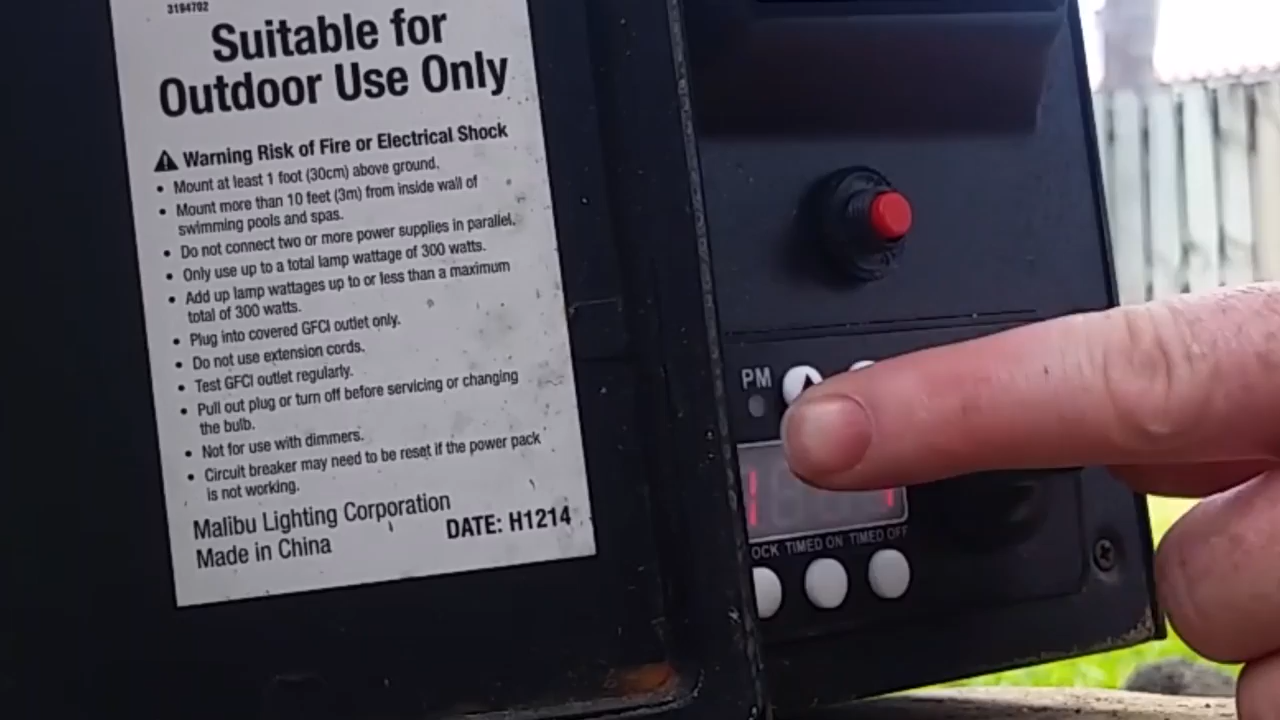 3194702
Suitable for
Outdoor Use Only
Warning Risk of Fire or Electrical Shock
• Mount at least 1 foot (30cm) above ground.
• Mount more than 10 feet (3m) from inside wall of
swimming pools and spas.
• Do not connect two or more power supplies in parallel.
• Only use up to a total lamp wattage of 300 watts.
• Add up lamp wattages up to or less than a maximum
total of 300 watts.
• Plug into covered GFCI outlet only.
• Do not use extension cords.
• Test GFCI outlet regularly.
• Pull out plug or turn off before servicing or changing
the bulb.
• Not for use with dimmers.
• Circuit breaker may need to be reset if the power pack
is not working.
Malibu Lighting Corporation
Made in China
DATE: H1214
PM
OCK TIMED ON TIMED OFF